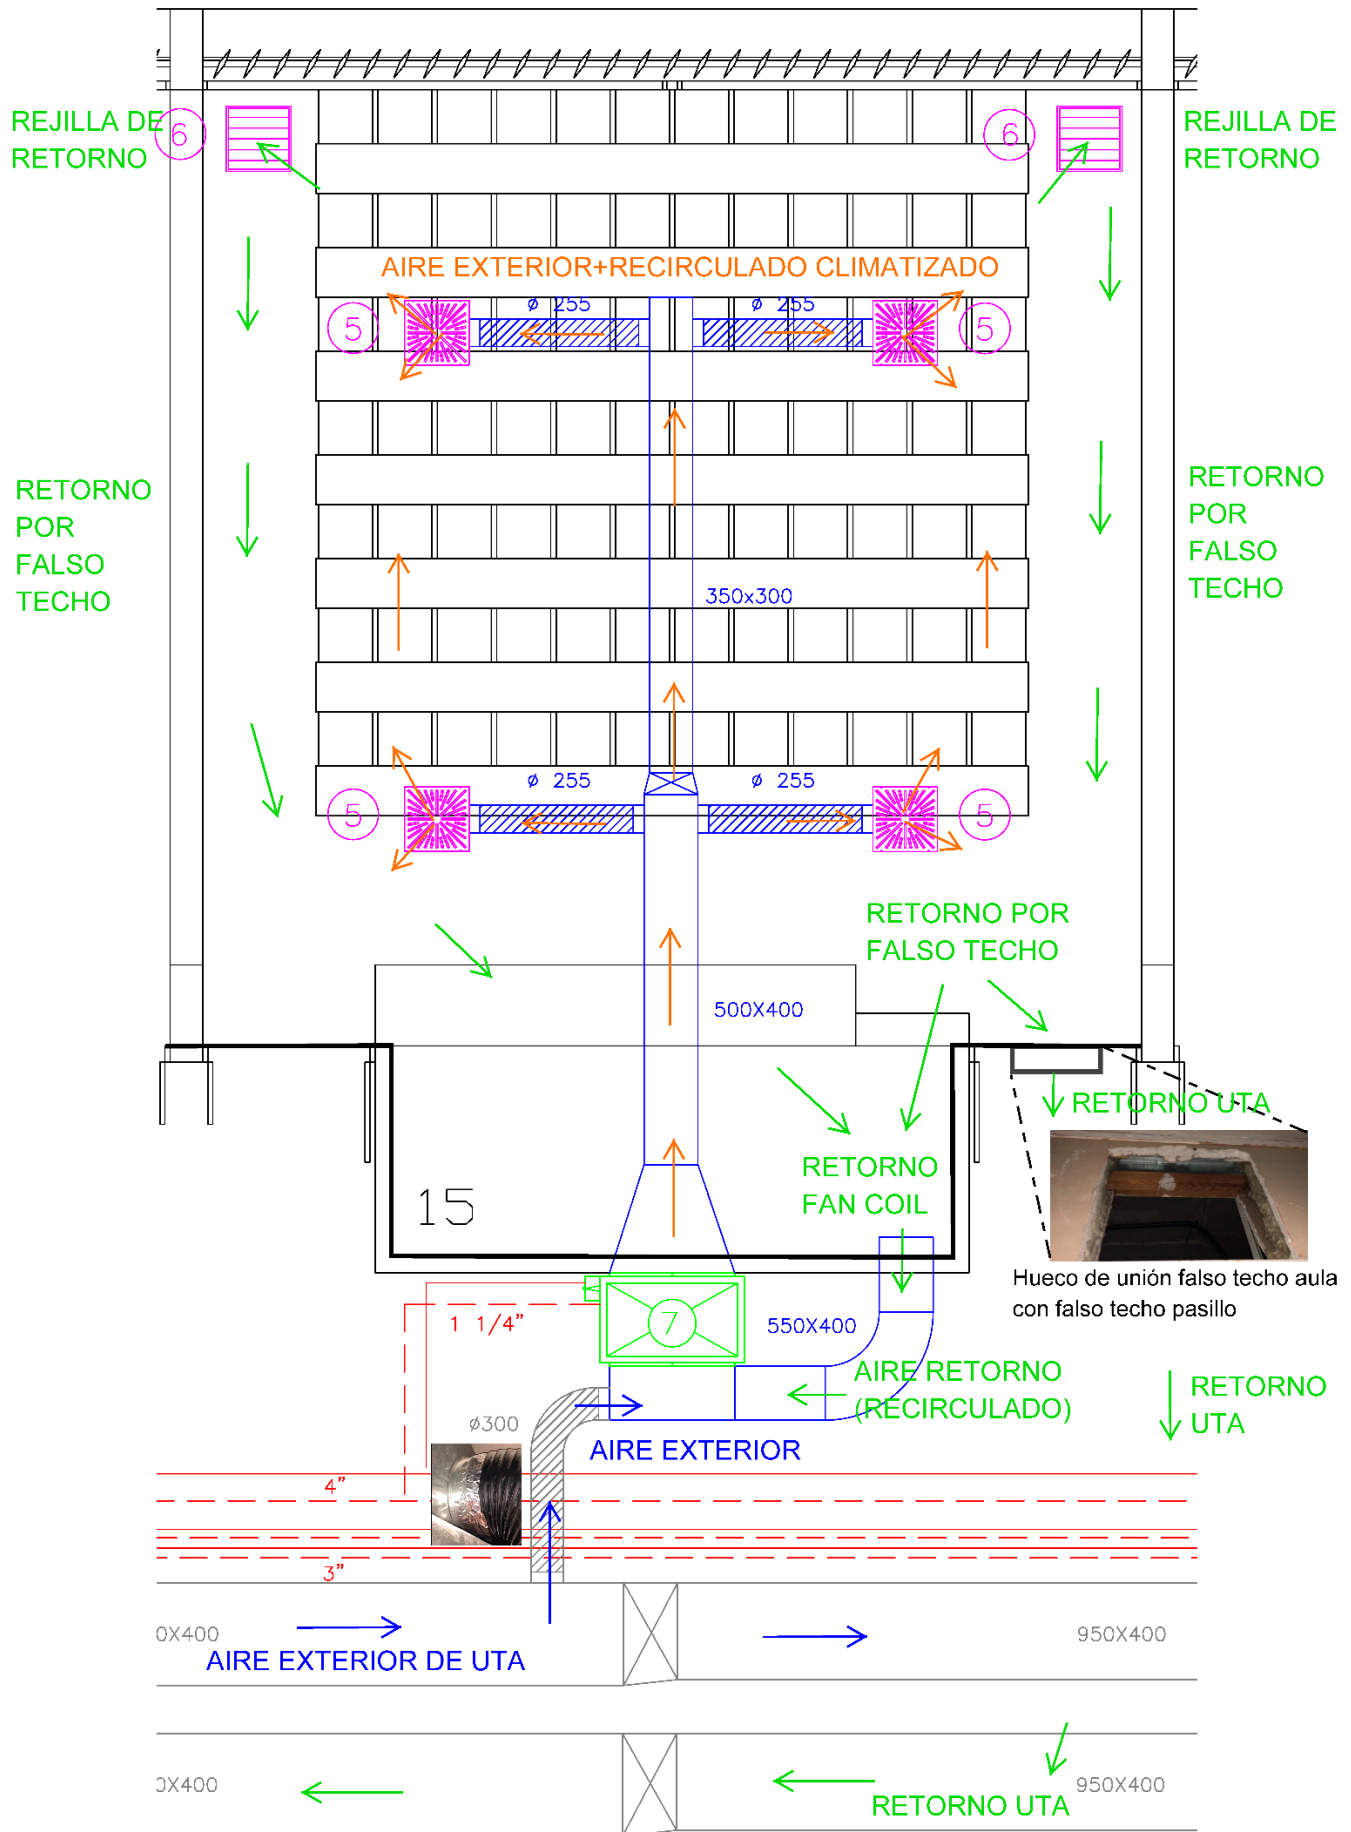 REJILLA DE
RETORNO
6
6
REJILLA DE
RETORNO
AIRE EXTERIOR+RECIRCULADO CLIMATIZADO
ø 255
ø 255
5
5
RETORNO
POR
FALSO
TECHO
RETORNO
POR
FALSO
TECHO
350x300
ø 255
ø 255
5
5
RETORNO POR
FALSO TECHO
500X400
RETORNO UTA
RETORNO
FAN COIL
15
Hueco de unión falso techo aula
con falso techo pasillo
1 1/4”
7
550X400
AIRE RETORNO
(RECIRCULADO)
RETORNO
UTA
ø300
AIRE EXTERIOR
4”
3”
0X400
950X400
AIRE EXTERIOR DE UTA
0X400
950X400
RETORNO UTA